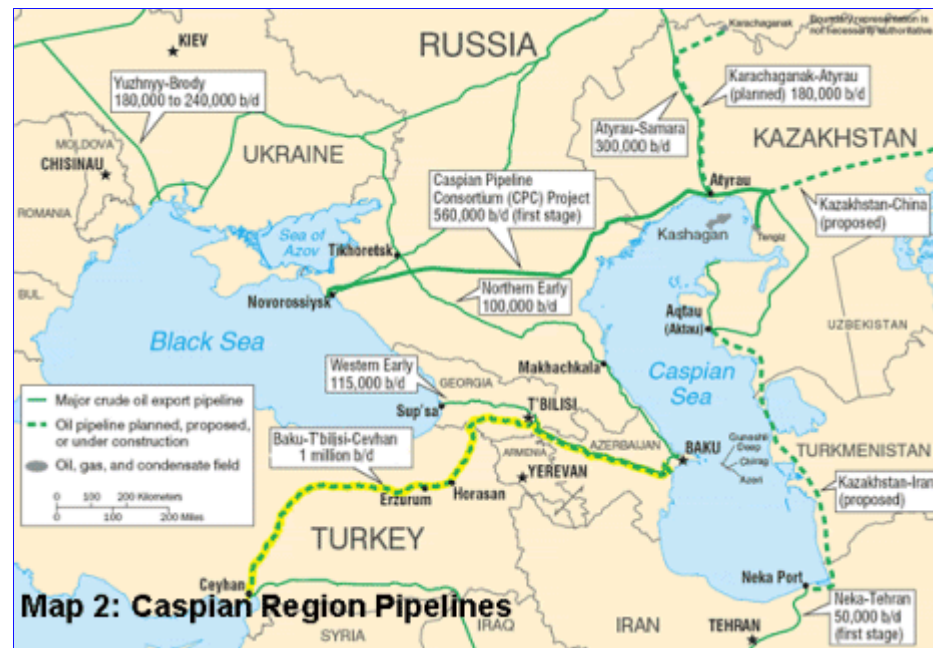 Karachaganak
Boundary representation is
not necessarily authoritative
KIEV
RUSSIA
Yuzhnyy-Brody
180,000 to 240,000 b/d
Karachaganak-Atyrau
(planned) 180,000 b/d
MOLDOVA
CHISINAU
UKRAINE
Atyrau-Samara
300,000 b/d
KAZAKHSTAN
Caspian Pipeline
Consortium (CPC) Project
560,000 b/d (first stage)
Atyrau
ROMANIA
Kazakhstan-China
(proposed)
Sea of
Azov
Tikhoretsk
Kashagan
Tengiz
BUL.
Novorossiysk
Northern Early
100,000 b/d
Aqtau
(Aktau)
UZBEKISTAN
Black Sea
Western Early
115,000 b/d
Makhachkala
Caspian
Sea
GEORGIA
Major crude oil export pipeline
Oil pipeline planned, proposed,
or under construction
Oil, gas, and condensate field
0 100 200 Kilometers
0 100 200 Miles
Sup'sa
T'BILISI
Baku-T'bilisi-Cevhan
1 million b/d
AZERBAIJAN
BAKU
Guneshli
Deep
Chirag
Azeri
TURKMENISTAN
ARMENIA
YEREVAN
Kazakhstan-Iran
(proposed)
Erzurum
Horasan
TURKEY
Ceyhan
Neka Port
Map 2: Caspian Region Pipelines
Neka-Tehran
50,000 b/d
(first stage)
SYRIA
IRAQ
IRAN
TEHRAN